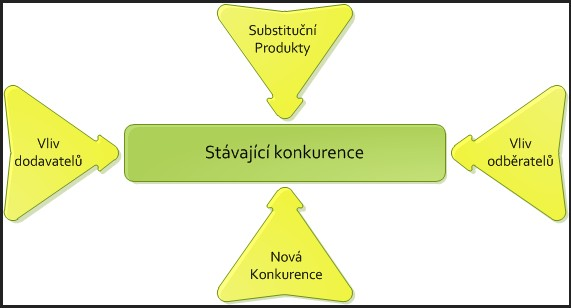 Substituční
Produkty
Vliv
dodavatelů
Stávající konkurence
Vliv
odběratelů
Nová
Konkurence